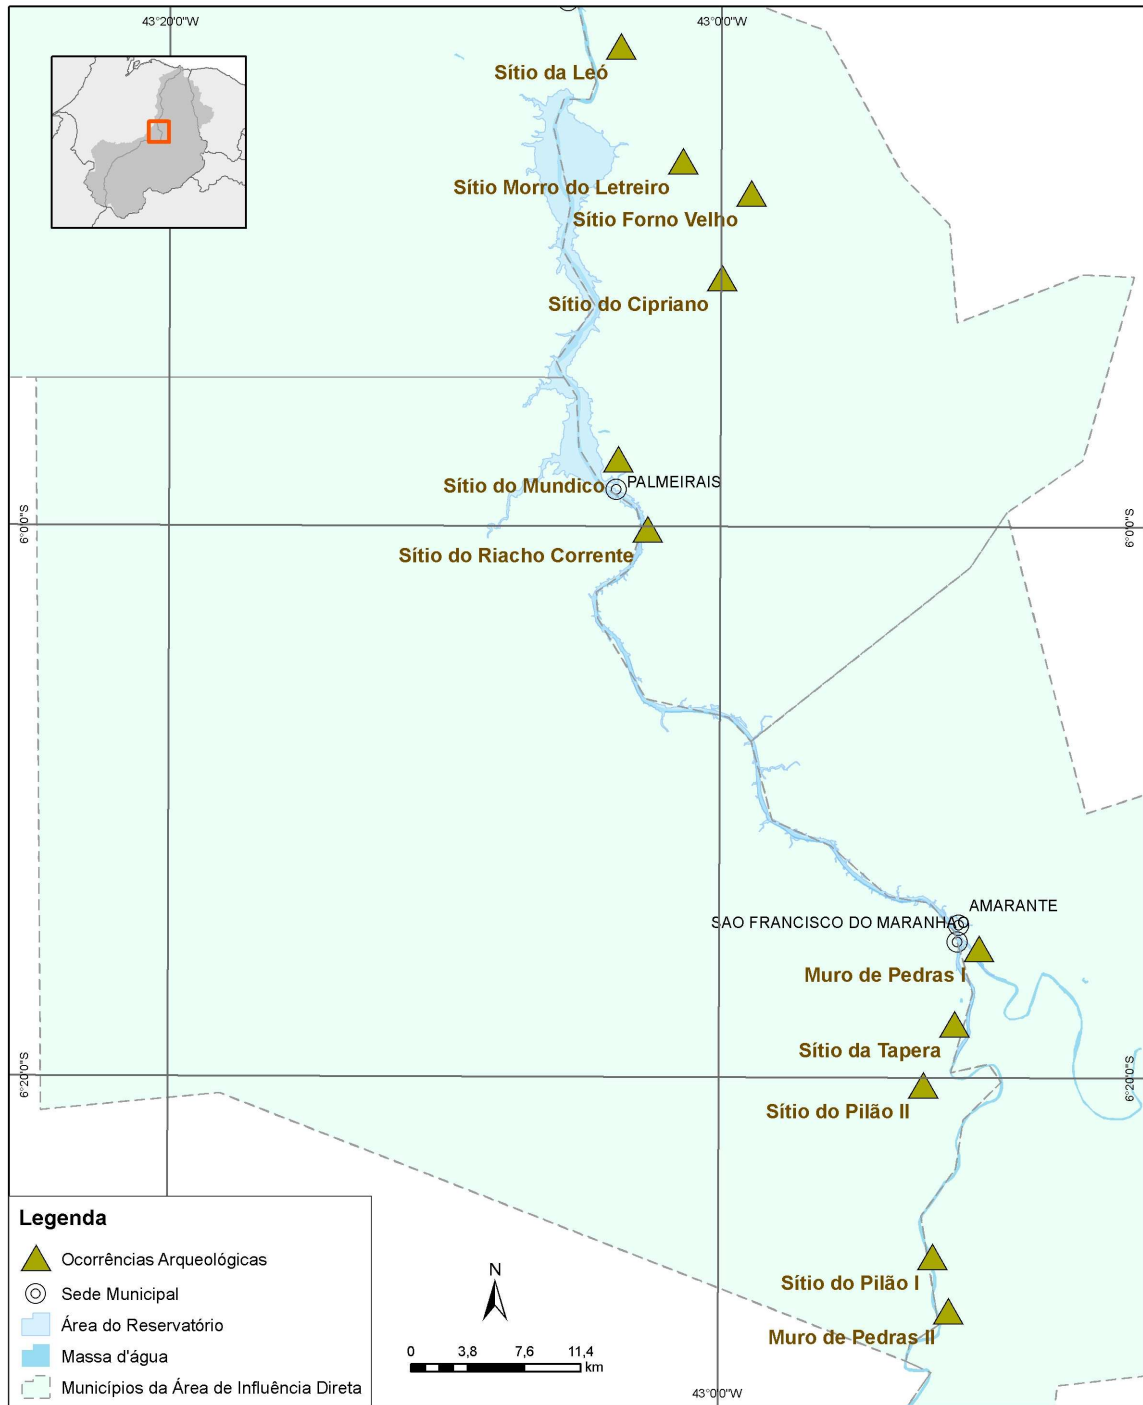 43°20'0"W
43°0'0"W
Sítio da Leó
Sítio Morro do Letreiro
Sítio Forno Velho
Sítio do Cipriano
Sítio do Mundico
PALMEIRAIS
6°0'0"S
6°0'0"S
Sítio do Riacho Corrente
AMARANTE
SAO FRANCISCO DO MARANHAO
Muro de Pedras I
Sítio da Tapera
6°20'0"S
6°20'0"S
Sítio do Pilão II
Sítio do Pilão I
Muro de Pedras II
43°0'0"W
Legenda
Ocorrências Arqueológicas
Sede Municipal
Área do Reservatório
Massa d'água
Municípios da Área de Influência Direta
N
0 3,8 7,6 11,4
km